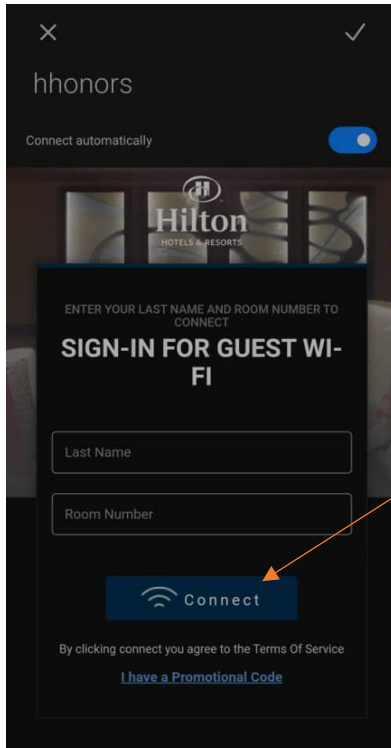 hhonors
Connect automatically
H
Hilton
HOTELS & RESORTS
ENTER YOUR LAST NAME AND ROOM NUMBER TO
CONNECT
SIGN-IN FOR GUEST WI-
FI
Last Name
Room Number
Connect
By clicking connect you agree to the Terms Of Service
I have a Promotional Code